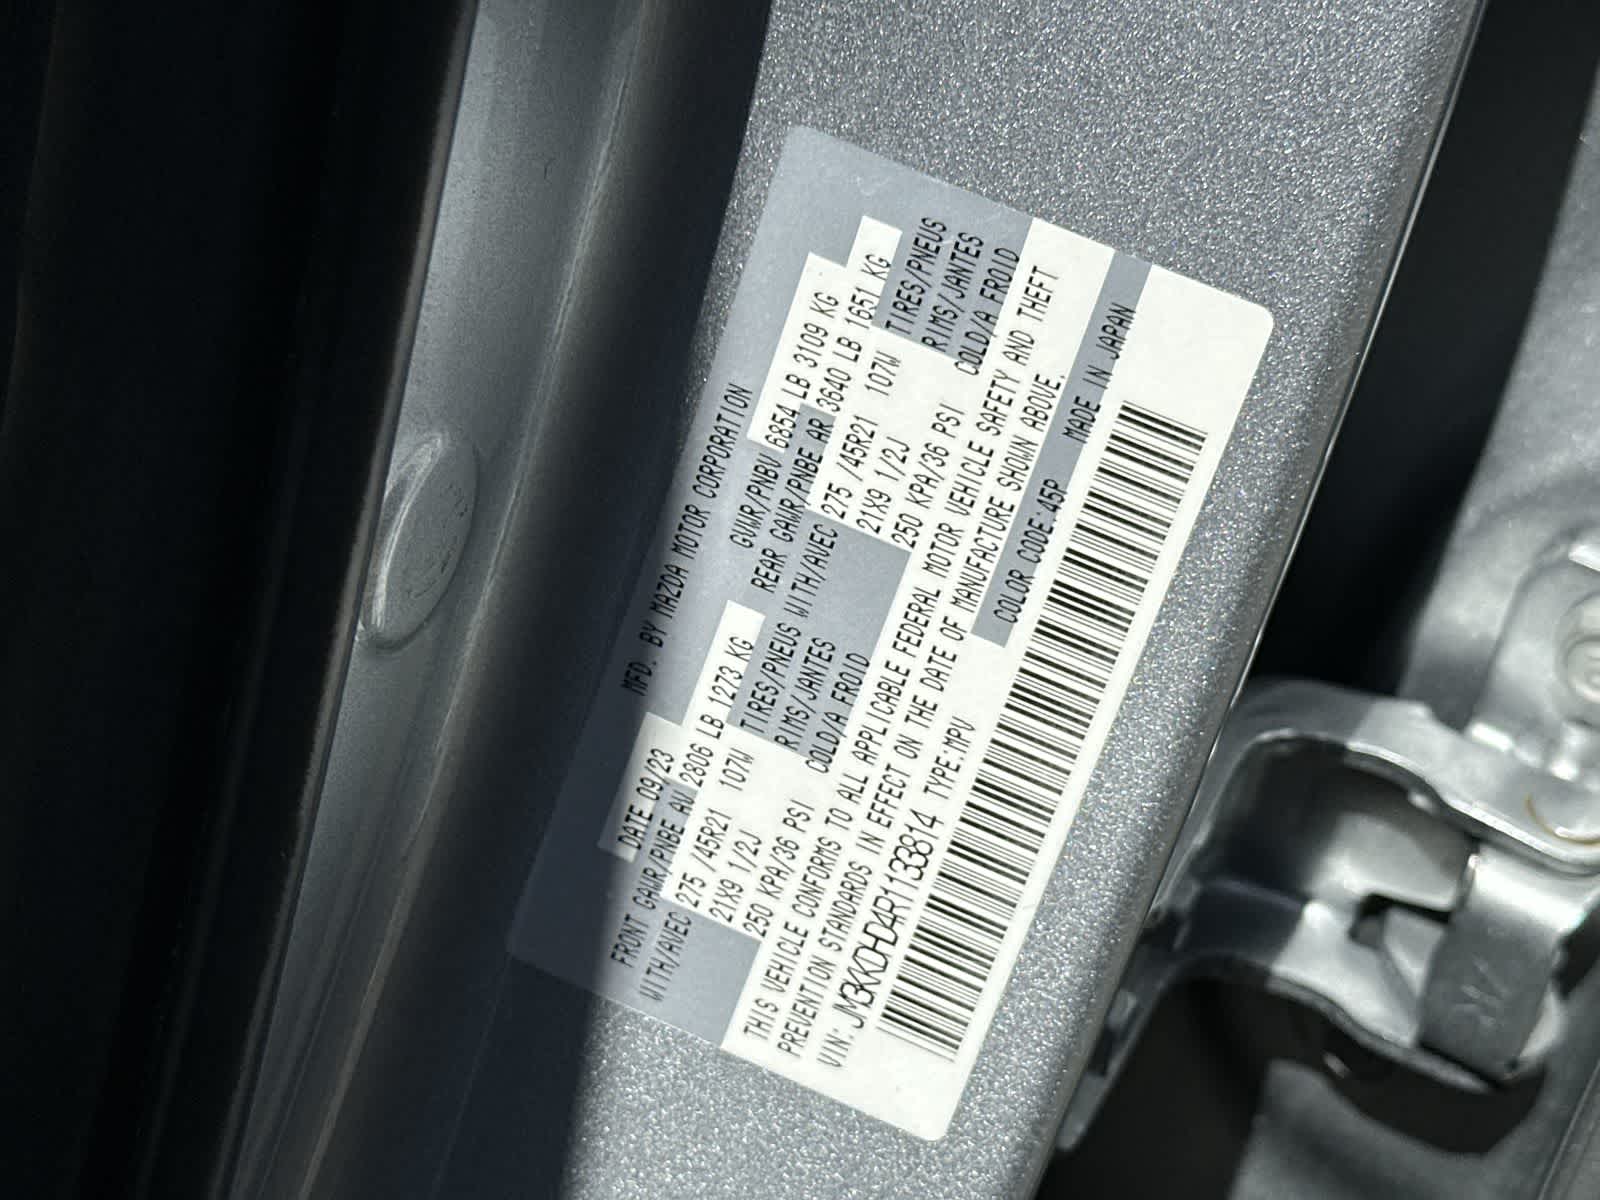 MFD. BY MAZDA MOTOR CORPORATION
DATE 09/23 GVWR/PNBV 6854 LB 3109 KG
FRONT GAWR/PNBE AV 2806 LB 1273 KG REAR GAWR/PNBE AR 3640 LB 1651 KG
WITH/AVEC 275 /45R21 107W TIRES/PNEUS WITH/AVEC 275 /45R21 107W TIRES/PNEUS
21X9 1/2J RIMS/JANTES 21X9 1/2J RIMS/JANTES
250 KPA/36 PSI COLD/A FROID 250 KPA/36 PSI COLD/A FROID
THIS VEHICLE CONFORMS TO ALL APPLICABLE FEDERAL MOTOR VEHICLE SAFETY AND THEFT
PREVENTION STANDARDS IN EFFECT ON THE DATE OF MANUFACTURE SHOWN ABOVE.
VIN: JM3KKDHD4R1133814 TYPE:MPV COLOR CODE:45P MADE IN JAPAN